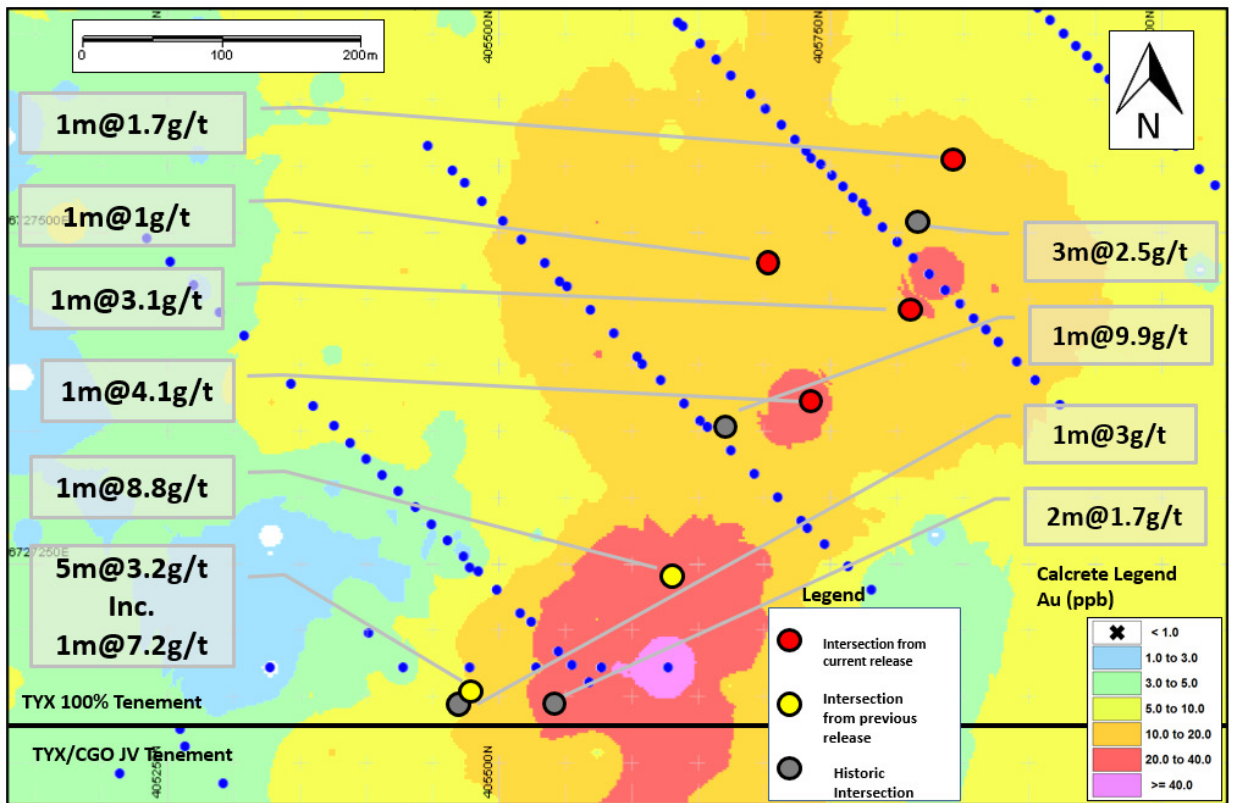 0 100 200m
405500N
405750N
N
1m@1.7g/t
1m@1g/t
6727500E
3m@2.5g/t
1m@3.1g/t
1m@9.9g/t
1m@4.1g/t
1m@3g/t
1m@8.8g/t
2m@1.7g/t
6727250E
5m@3.2g/t
Inc.
1m@7.2g/t
Legend
Intersection from
current release
Intersection
from previous
release
Historic
Intersection
Calcrete Legend
Au (ppb)
< 1.0
1.0 to 3.0
3.0 to 5.0
5.0 to 10.0
10.0 to 20.0
20.0 to 40.0
>= 40.0
TYX 100% Tenement
TYX/CGO JV Tenement
405250N
405500N